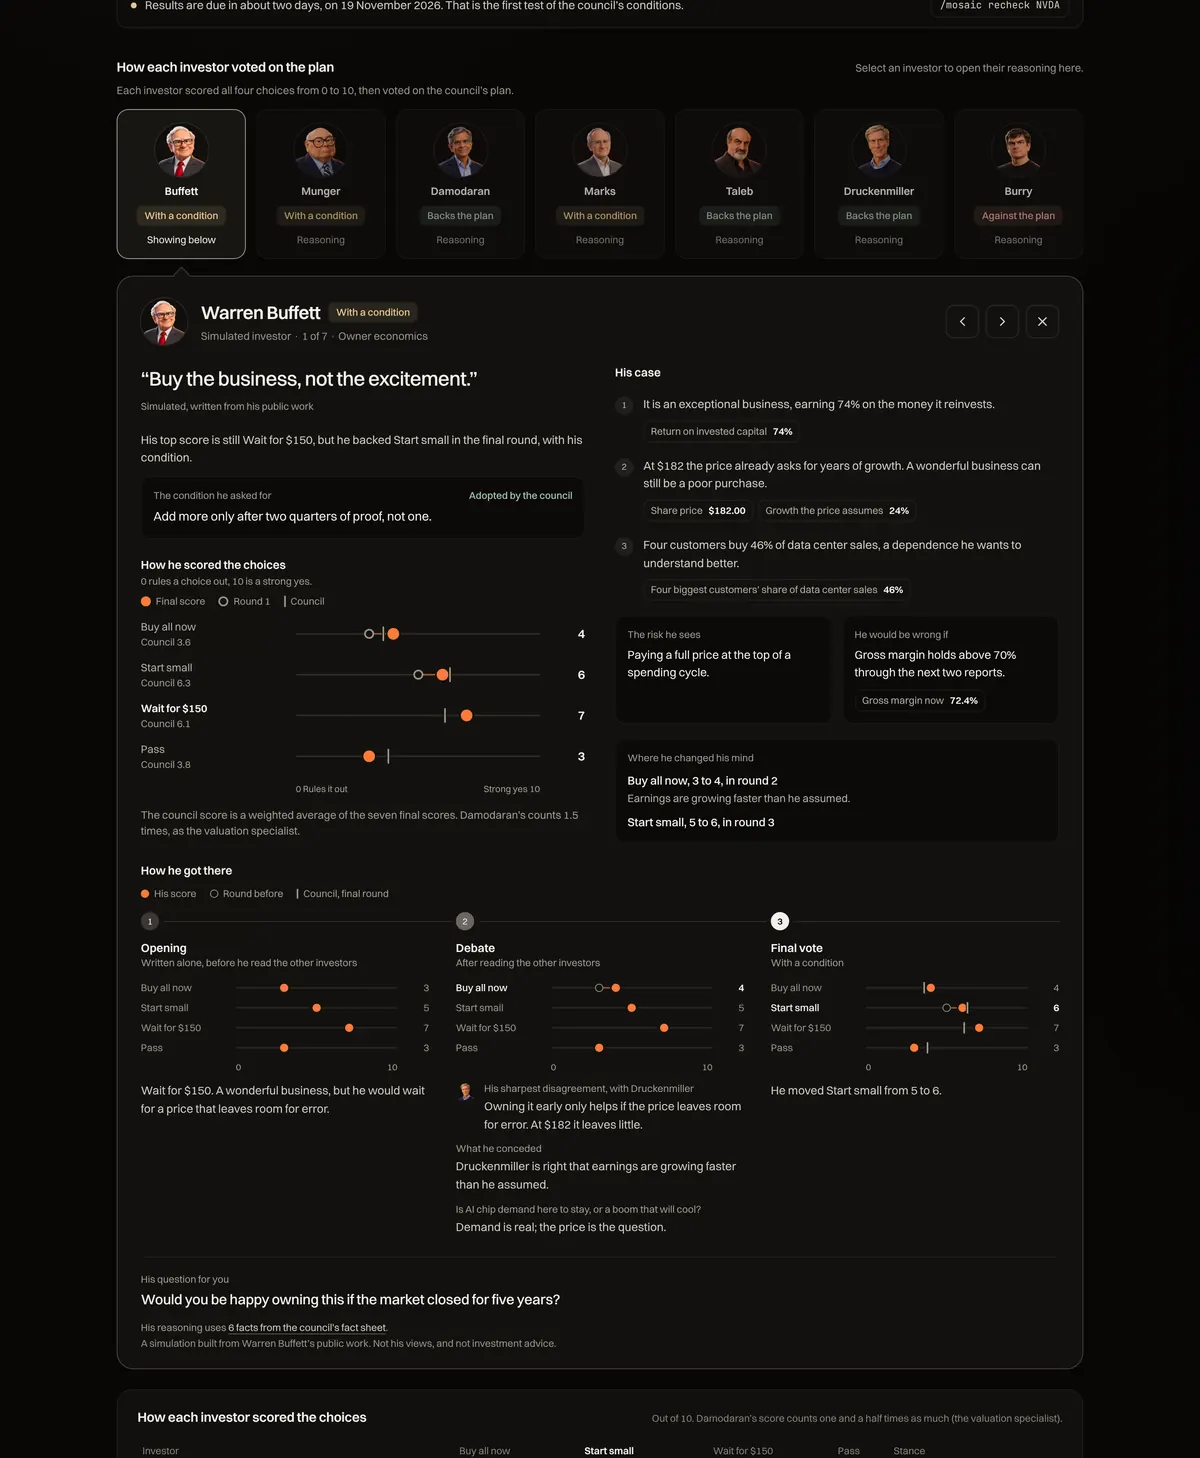 Results are due in about two days, on 19 November 2026. That is the first test of the council's conditions.
/mosaic recheck NVDA
How each investor voted on the plan
Select an investor to open their reasoning here.
Each investor scored all four choices from 0 to 10, then voted on the council's plan.
Buffett
With a condition
Showing below
Munger
With a condition
Reasoning
Damodaran
Backs the plan
Reasoning
Marks
With a condition
Reasoning
Taleb
Backs the plan
Reasoning
Druckenmiller
Backs the plan
Reasoning
Burry
Against the plan
Reasoning
Warren Buffett
With a condition
Simulated investor · 1 of 7 · Owner economics
“Buy the business, not the excitement.”
Simulated, written from his public work
His top score is still Wait for $150, but he backed Start small in the final round, with his
condition.
The condition he asked for
Adopted by the council
Add more only after two quarters of proof, not one.
How he scored the choices
0 rules a choice out, 10 is a strong yes.
Final score
Round 1
Council
Buy all now
Council 3.6
4
Start small
Council 6.3
6
Wait for $150
Council 6.1
7
Pass
Council 3.8
3
0 Rules it out
Strong yes 10
The council score is a weighted average of the seven final scores. Damodaran's counts 1.5
times, as the valuation specialist.
His case
1
It is an exceptional business, earning 74% on the money it reinvests.
Return on invested capital 74%
2
At $182 the price already asks for years of growth. A wonderful business can
still be a poor purchase.
Share price $182.00
Growth the price assumes 24%
3
Four customers buy 46% of data center sales, a dependence he wants to
understand better.
Four biggest customers' share of data center sales 46%
The risk he sees
Paying a full price at the top of a
spending cycle.
He would be wrong if
Gross margin holds above 70%
through the next two reports.
Gross margin now 72.4%
Where he changed his mind
Buy all now, 3 to 4, in round 2
Earnings are growing faster than he assumed.
Start small, 5 to 6, in round 3
How he got there
His score
Round before
Council, final round
1
Opening
Written alone, before he read the other investors
Buy all now 3
Start small 5
Wait for $150 7
Pass 3
0 10
Wait for $150. A wonderful business, but he would wait
for a price that leaves room for error.
2
Debate
After reading the other investors
Buy all now 4
Start small 5
Wait for $150 7
Pass 3
0 10
His sharpest disagreement, with Druckenmiller
Owning it early only helps if the price leaves room
for error. At $182 it leaves little.
What he conceded
Druckenmiller is right that earnings are growing faster
than he assumed.
Is AI chip demand here to stay, or a boom that will cool?
Demand is real; the price is the question.
3
Final vote
With a condition
Buy all now 4
Start small 6
Wait for $150 7
Pass 3
0 10
He moved Start small from 5 to 6.
His question for you
Would you be happy owning this if the market closed for five years?
His reasoning uses 6 facts from the council's fact sheet.
A simulation built from Warren Buffett's public work. Not his views, and not investment advice.
How each investor scored the choices
Out of 10. Damodaran's score counts one and a half times as much (the valuation specialist).
Investor
Buy all now
Start small
Wait for $150
Pass
Stance